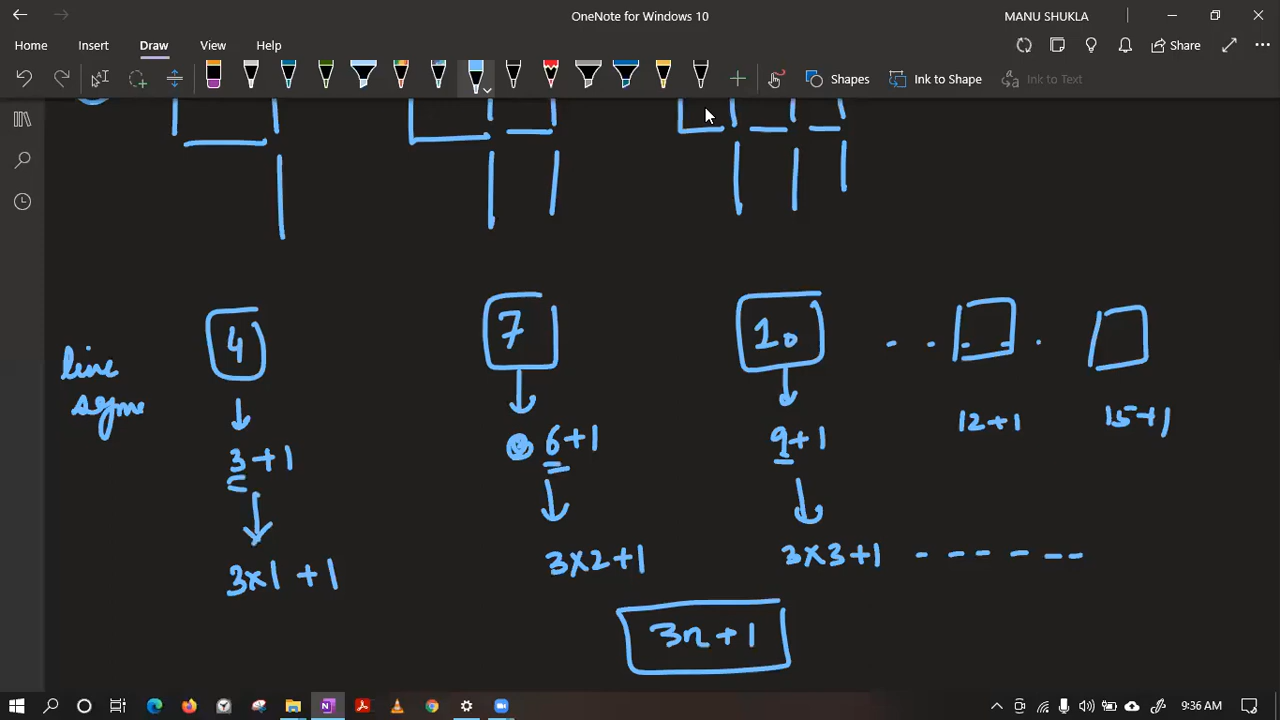 OneNote for Windows 10
MANU SHUKLA
Home Insert Draw View Help
Share
Shapes Ink to Shape Ink to Text
4 7 10
line
3+1 6+1 9+1 12+1 15+1
3x1+1 3x2+1 3x3+1
3n+1
9:36 AM